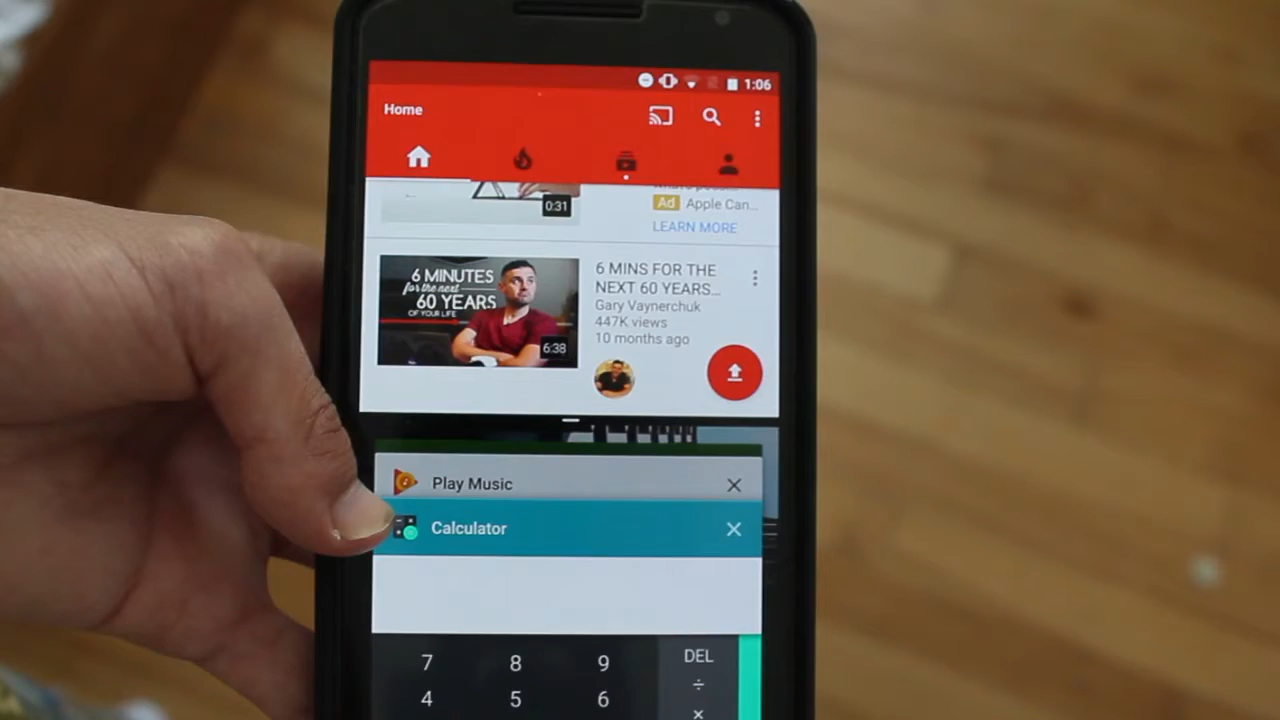 1:06
Home
0:31
Ad Apple Can...
LEARN MORE
6 MINUTES
for the next
60 YEARS
OF YOUR LIFE
6:38
6 MINS FOR THE
NEXT 60 YEARS...
Gary Vaynerchuk
447K views
10 months ago
Play Music
Calculator
7 8 9 DEL
÷
4 5 6
×